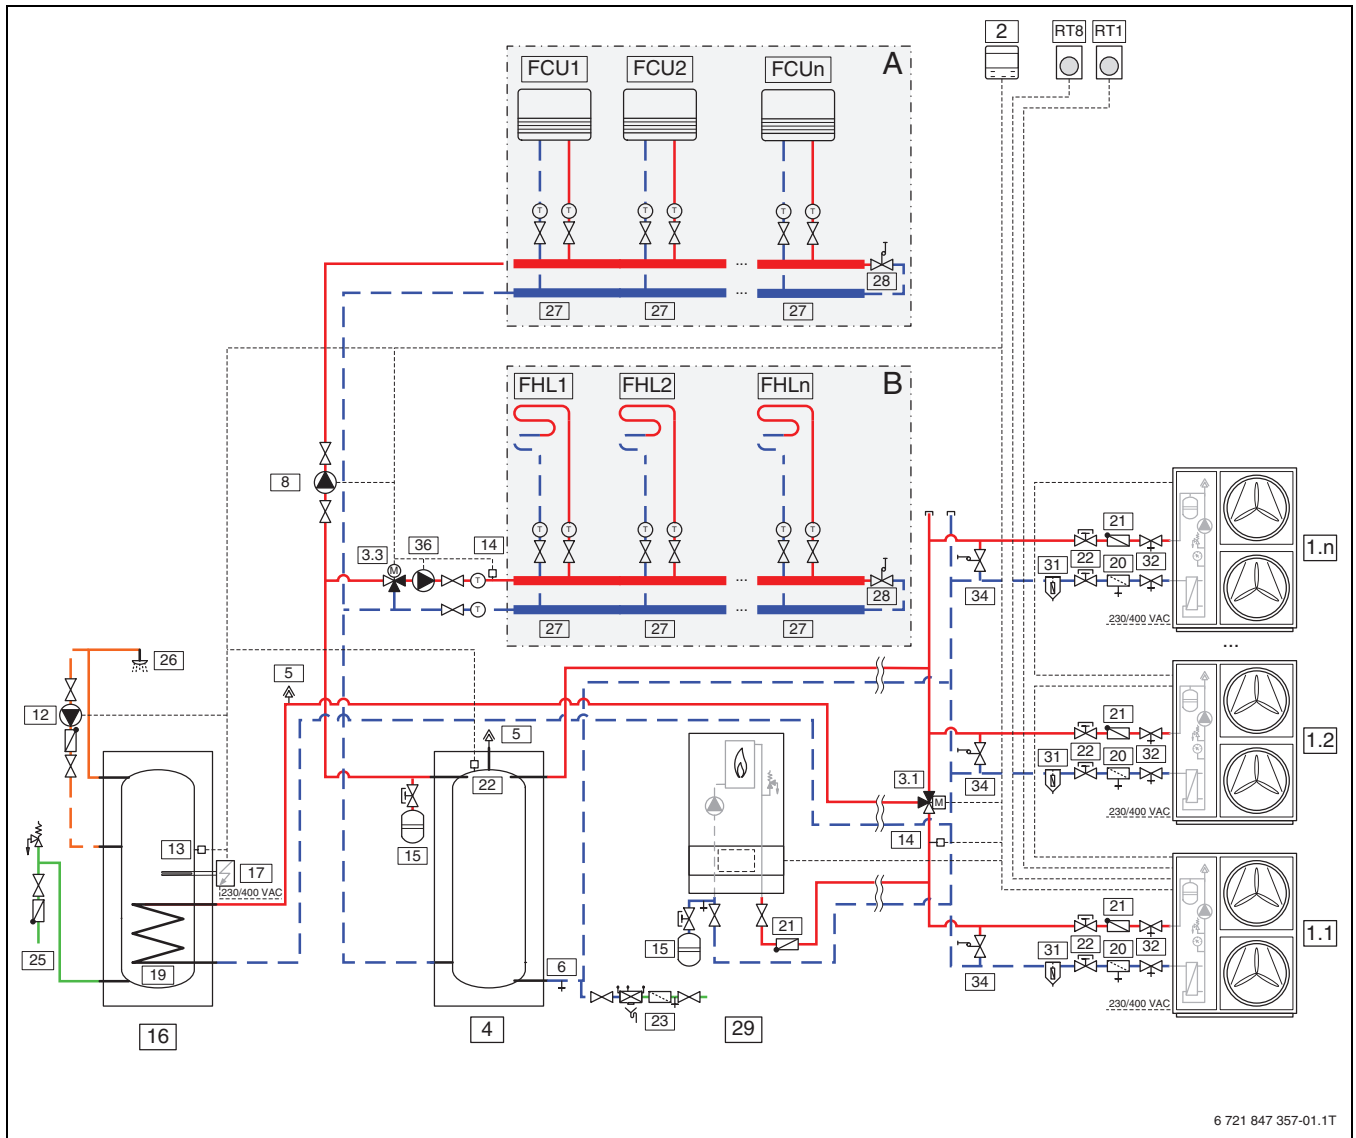 2 RT8 RT1
A
FCU1 FCU2 FCUn
T T T T T T
... 28
...
27 27 27
B
FHL1 FHL2 FHLn
8
T T T T T T
3.3 36 14
M T
... 28
T ...
27 27 27
21
1.n
31 22 20 32
34
230/400 VAC
...
26
5
12
5
21
1.2
22
3.1
M
31 22 20 32
34
230/400 VAC
15
14
13
17
230/400 VAC
21
1.1
25
19
15 21
6
31 22 20 32
34
23
230/400 VAC
16 4 29
6 721 847 357-01.1T